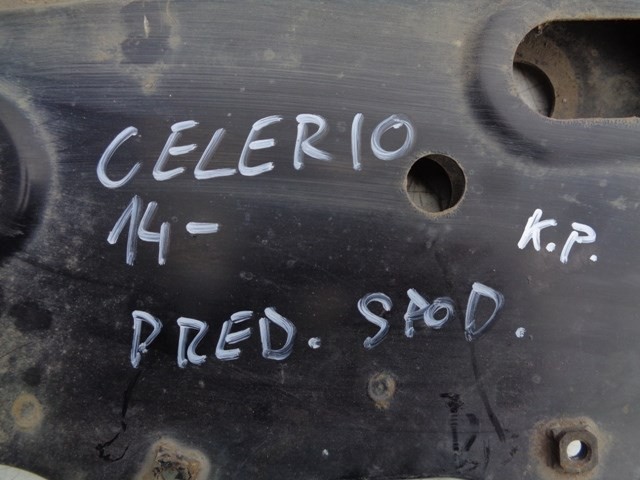 CELERIO
14-
K.P.
PRED. SPOD.